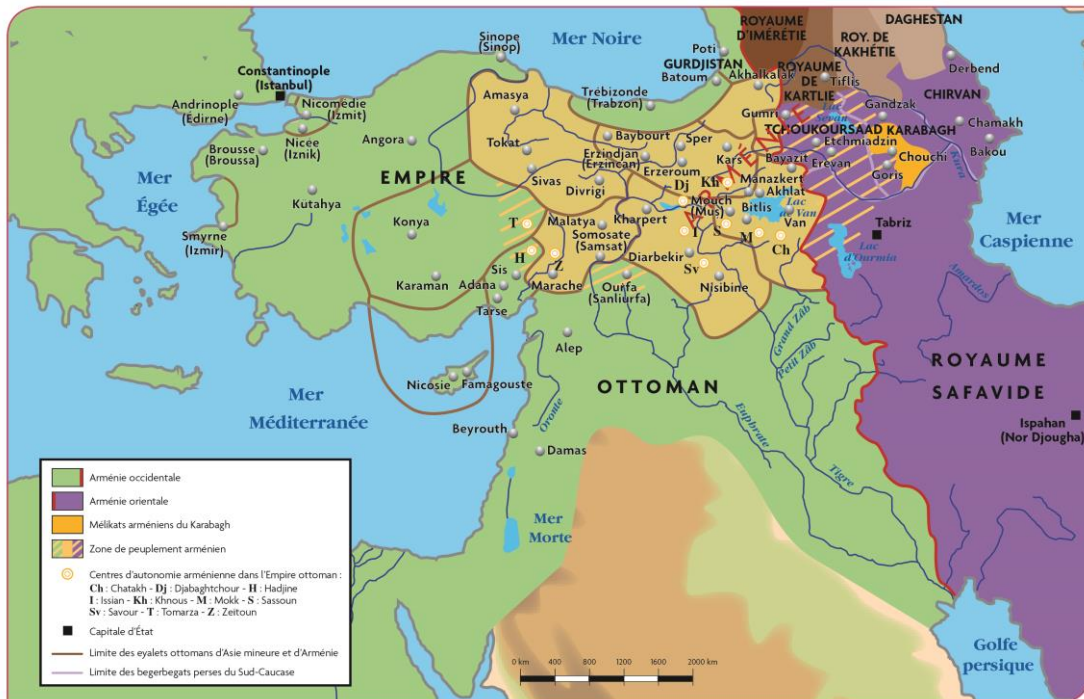 Mer Noire
Sinope
(Sinop)
Constantinople
(Istanbul)
Andrinople
(Édirne)
Nicomédie
(Izmit)
Nicée
(Iznik)
Brousse
(Broussa)
Angora
Kutahya
Mer
Égée
Smyrne
(Izmir)
Konya
Karaman
EMPIRE
OTTOMAN
Amasya
Tokat
Sivas
Divrigi
Trébizonde
(Trabzon)
Baybourt
Erzindjan
(Erzincan)
Sper
Erzeroum
Kars
Poti
GURDJISTAN
Batoum
Akhalkalak
Gumri
ROYAUME
D'IMÉRÉTIE
ROY. DE
KAKHÉTIE
DAGHESTAN
ROYAUME
DE
KARTLIE
Tiflis
Derbend
CHIRVAN
Gandzak
Chamakh
Bakou
Lac
Sevan
TCHOUKOURSAAD
KARABAGH
Etchmiadzin
Chouchi
Bayazit
Erevan
Goris
Kura
ARMÉNIE
Manazkert
Akhlat
Dj
Kh
Mouch
(Mus)
Bitlis
Lac
de Van
Van
Malatya
Kharpert
Somosate
(Samsat)
T
H
Z
I
S
M
Ch
Sv
Diarbekir
Sis
Adana
Tarse
Marache
Ourfa
(Sanliurfa)
Nisibine
Tabriz
Lac
d'Ourmia
Mer
Caspienne
Amardos
Grand Zâb
Petit Zâb
ROYAUME
SAFAVIDE
Ispahan
(Nor Djougha)
Alep
Nicosie
Famagouste
Oronte
Euphrate
Tigre
Mer
Méditerranée
Beyrouth
Damas
Mer
Morte
Golfe
persique
Arménie occidentale
Arménie orientale
Mélikats arméniens du Karabagh
Zone de peuplement arménien
Centres d'autonomie arménienne dans l'Empire ottoman :
Ch : Chatakh - Dj : Djabaghtchour - H : Hadjine
I : Issian - Kh : Khnous - M : Mokk - S : Sassoun
Sv : Savour - T : Tomarza - Z : Zeitoun
Capitale d'État
Limite des eyalets ottomans d'Asie mineure et d'Arménie
Limite des begerbegats perses du Sud-Caucase
0 km 400 800 1200 1600 2000 km